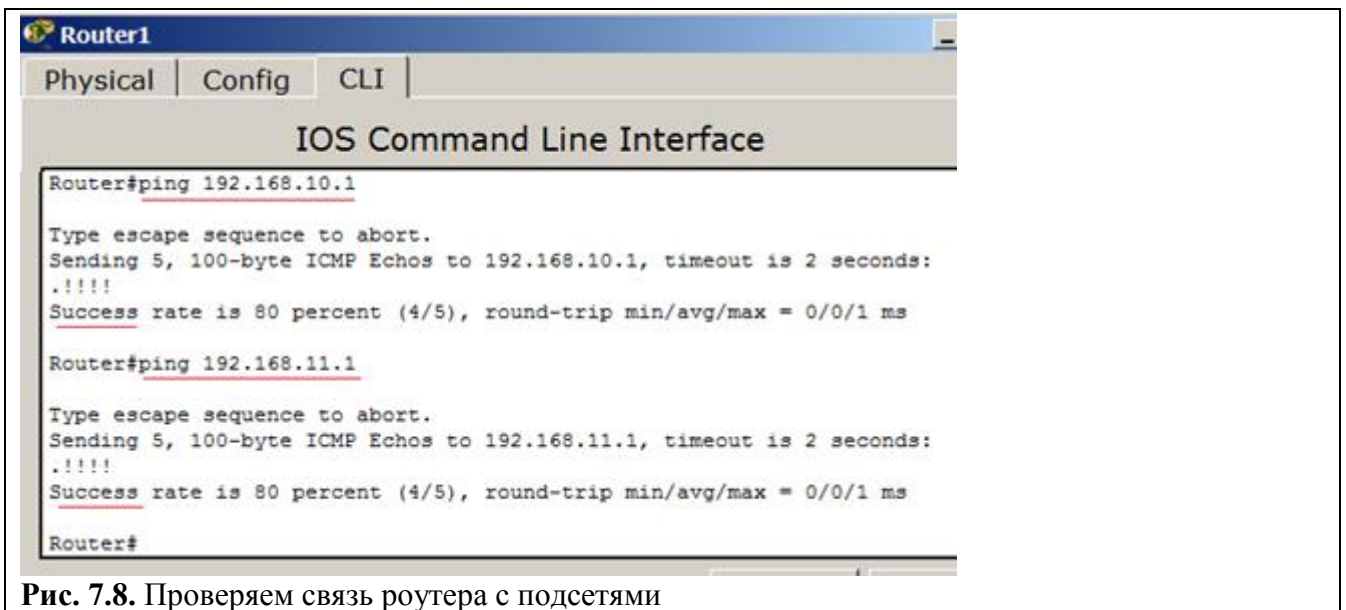 Router1
Physical Config CLI
IOS Command Line Interface
Router#ping 192.168.10.1
Type escape sequence to abort.
Sending 5, 100-byte ICMP Echos to 192.168.10.1, timeout is 2 seconds:
.!!!!
Success rate is 80 percent (4/5), round-trip min/avg/max = 0/0/1 ms
Router#ping 192.168.11.1
Type escape sequence to abort.
Sending 5, 100-byte ICMP Echos to 192.168.11.1, timeout is 2 seconds:
.!!!!
Success rate is 80 percent (4/5), round-trip min/avg/max = 0/0/1 ms
Router#
Рис. 7.8. Проверяем связь роутера с подсетями